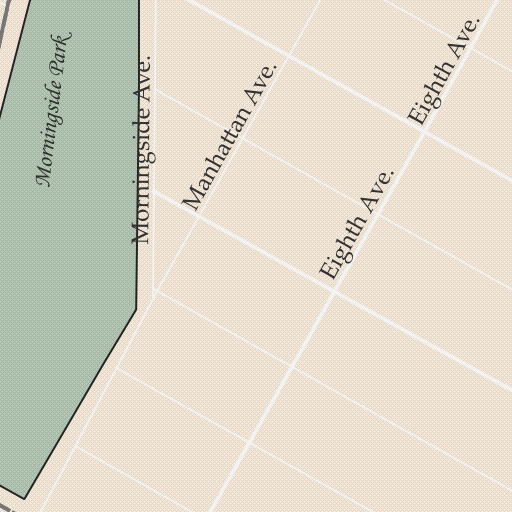 Morningside Park
Morningside Ave.
Manhattan Ave.
Eighth Ave.
Eighth Ave.